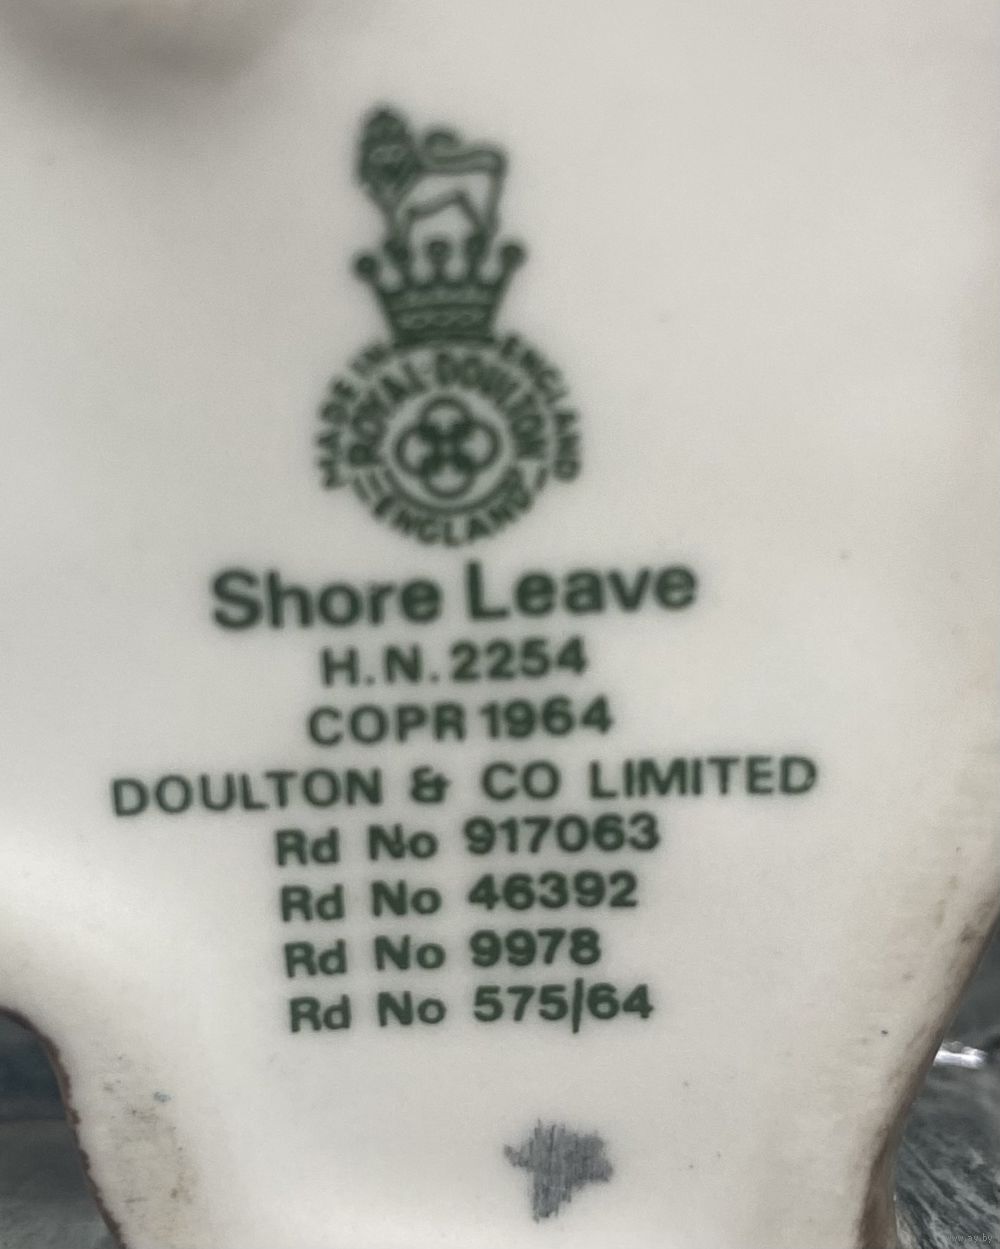 MADE IN ENGLAND
ROYAL DOULTON
ENGLAND
Shore Leave
H.N. 2254
COPR 1964
DOULTON & CO LIMITED
Rd No 917063
Rd No 46392
Rd No 9978
Rd No 575/64